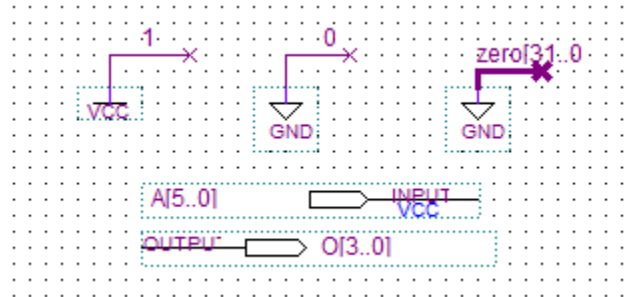 1
0
zero[31..0
VCC
GND
GND
A[5..0]
INPUT
VCC
OUTPUT
O[3..0]